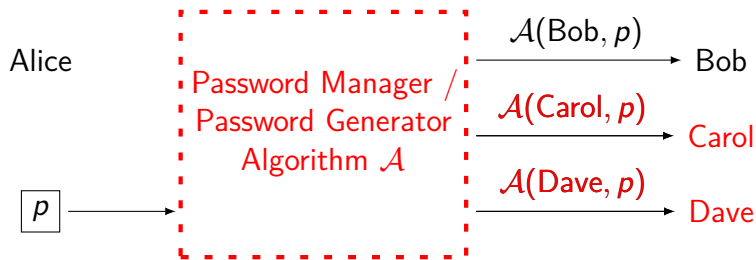 Alice
p
Password Manager /
Password Generator
Algorithm 𝒜
𝒜(Bob, p)
Bob
𝒜(Carol, p)
Carol
𝒜(Dave, p)
Dave